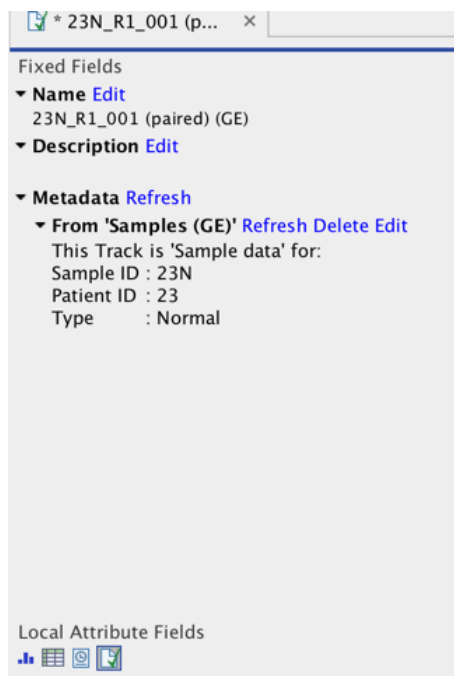 * 23N_R1_001 (p... ×
Fixed Fields
Name Edit
23N_R1_001 (paired) (GE)
Description Edit
Metadata Refresh
From 'Samples (GE)' Refresh Delete Edit
This Track is 'Sample data' for:
Sample ID : 23N
Patient ID : 23
Type : Normal
Local Attribute Fields